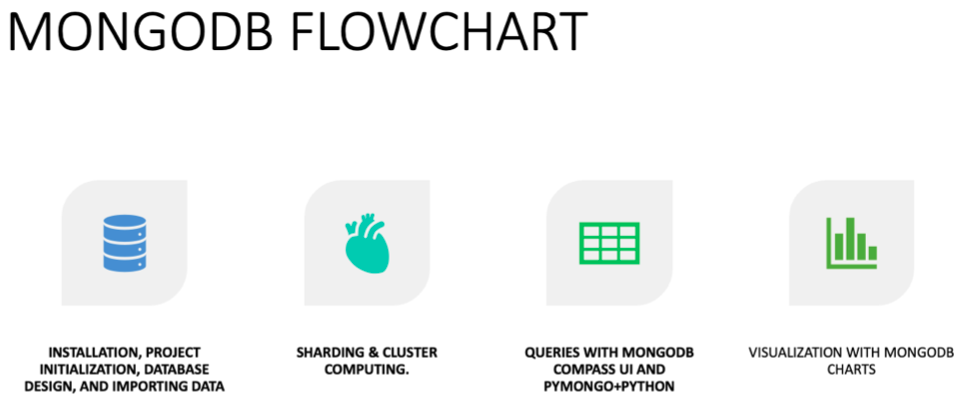 MONGODB FLOWCHART
INSTALLATION, PROJECT
INITIALIZATION, DATABASE
DESIGN, AND IMPORTING DATA
SHARDING & CLUSTER
COMPUTING.
QUERIES WITH MONGODB
COMPASS UI AND
PYMONGO+PYTHON
VISUALIZATION WITH MONGODB
CHARTS